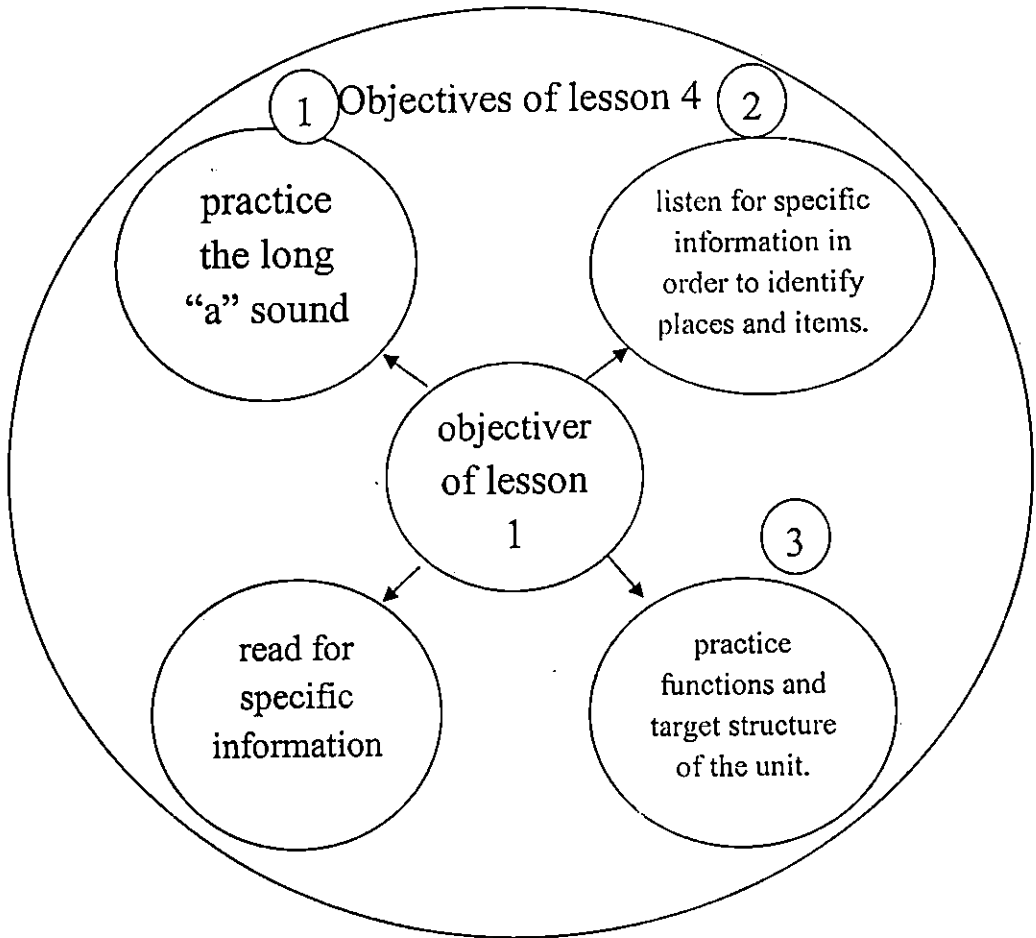 1 Objectives of lesson 4 2
practice
the long
“a” sound
listen for specific
information in
order to identify
places and items.
objectiver
of lesson
1
3
read for
specific
information
practice
functions and
target structure
of the unit.